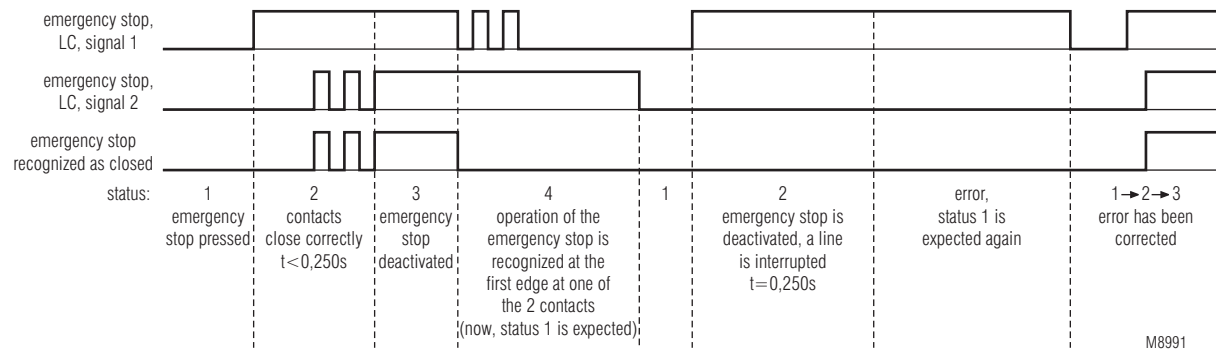 emergency stop,
LC, signal 1
emergency stop,
LC, signal 2
emergency stop
recognized as closed
status:
1
emergency
stop pressed
2
contacts
close correctly
t<0,250s
3
emergency
stop
deactivated
4
operation of the
emergency stop is
recognized at the
first edge at one of
the 2 contacts
(now, status 1 is expected)
1
2
emergency stop is
deactivated, a line
is interrupted
t=0,250s
error,
status 1 is
expected again
1→2→3
error has been
corrected
M8991